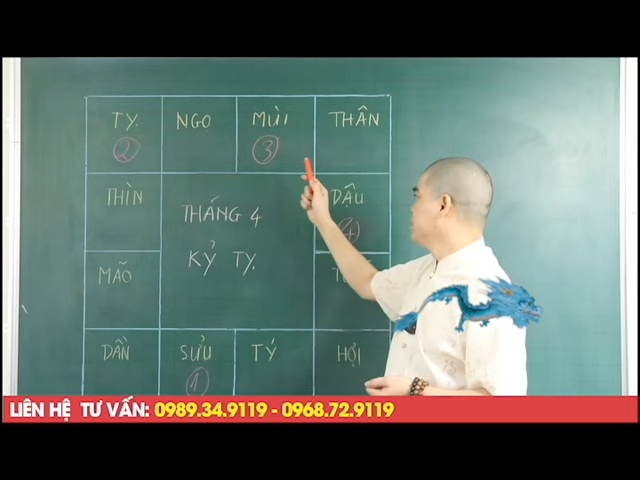 TỴ NGỌ MÙI THÂN
② ③
THÌN DẬU
THÁNG 4 ④
KỶ TỴ
MÃO
DẦN SỬU TÝ HỢI
①
LIÊN HỆ TƯ VẤN: 0989.34.9119 - 0968.72.9119